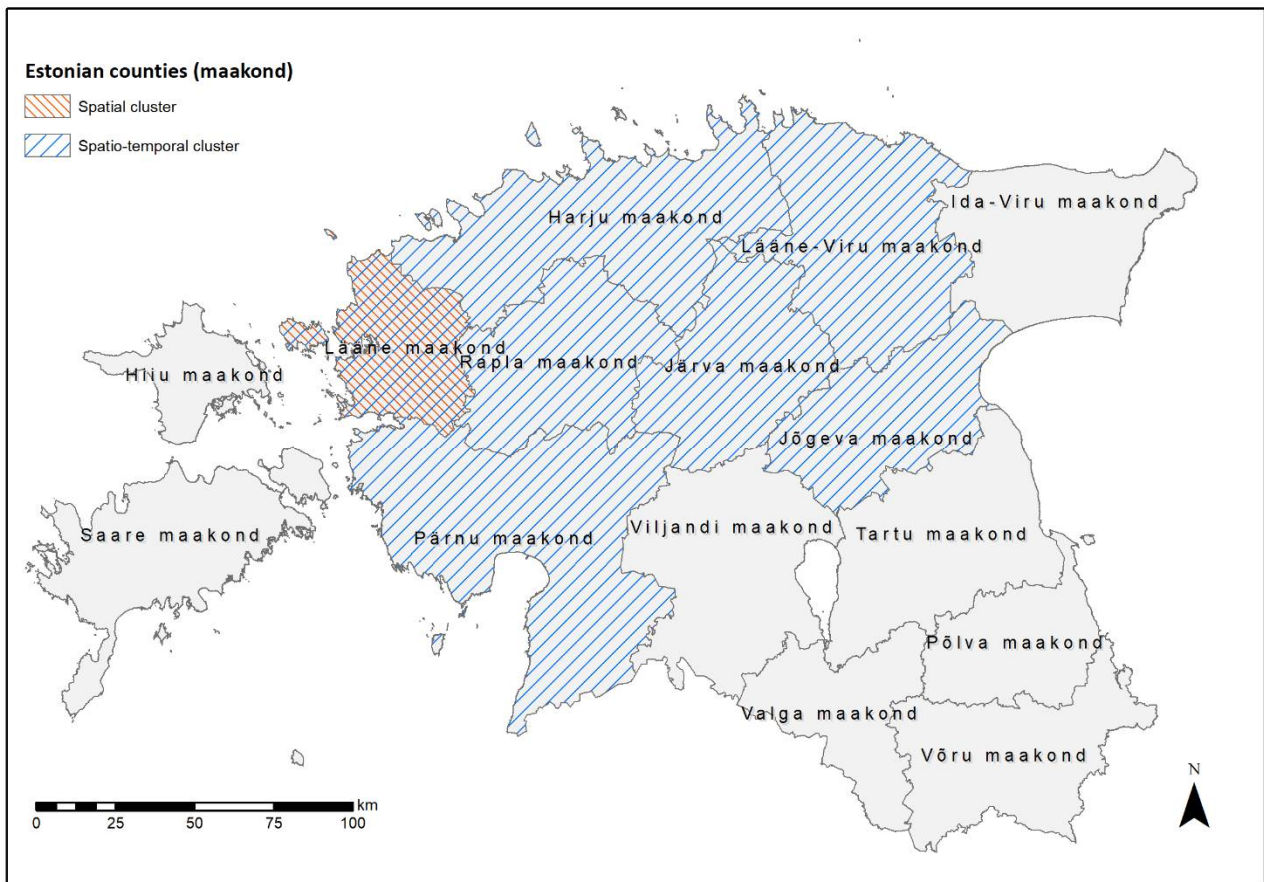 Estonian counties (maakond)
Spatial cluster
Spatio-temporal cluster
Ida-Viru maakond
Harju maakond
Lääne-Viru maakond
Lääne maakond
Rapla maakond
Järva maakond
Hiiu maakond
Jõgeva maakond
Saare maakond
Pärnu maakond
Viljandi maakond
Tartu maakond
Põlva maakond
Valga maakond
Võru maakond
N
km
0 25 50 75 100